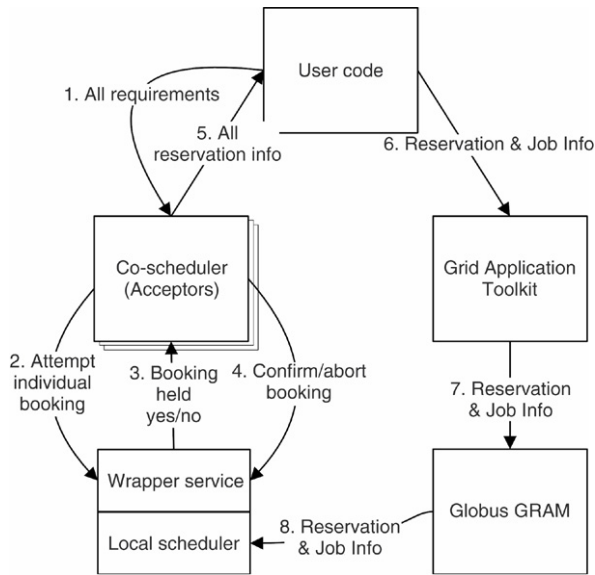 User code
1. All requirements
5. All
reservation info
6. Reservation & Job Info
Co-scheduler
(Acceptors)
Grid Application
Toolkit
2. Attempt
individual
booking
3. Booking
held
yes/no
4. Confirm/abort
booking
7. Reservation
& Job Info
Wrapper service
Local scheduler
8. Reservation
& Job Info
Globus GRAM